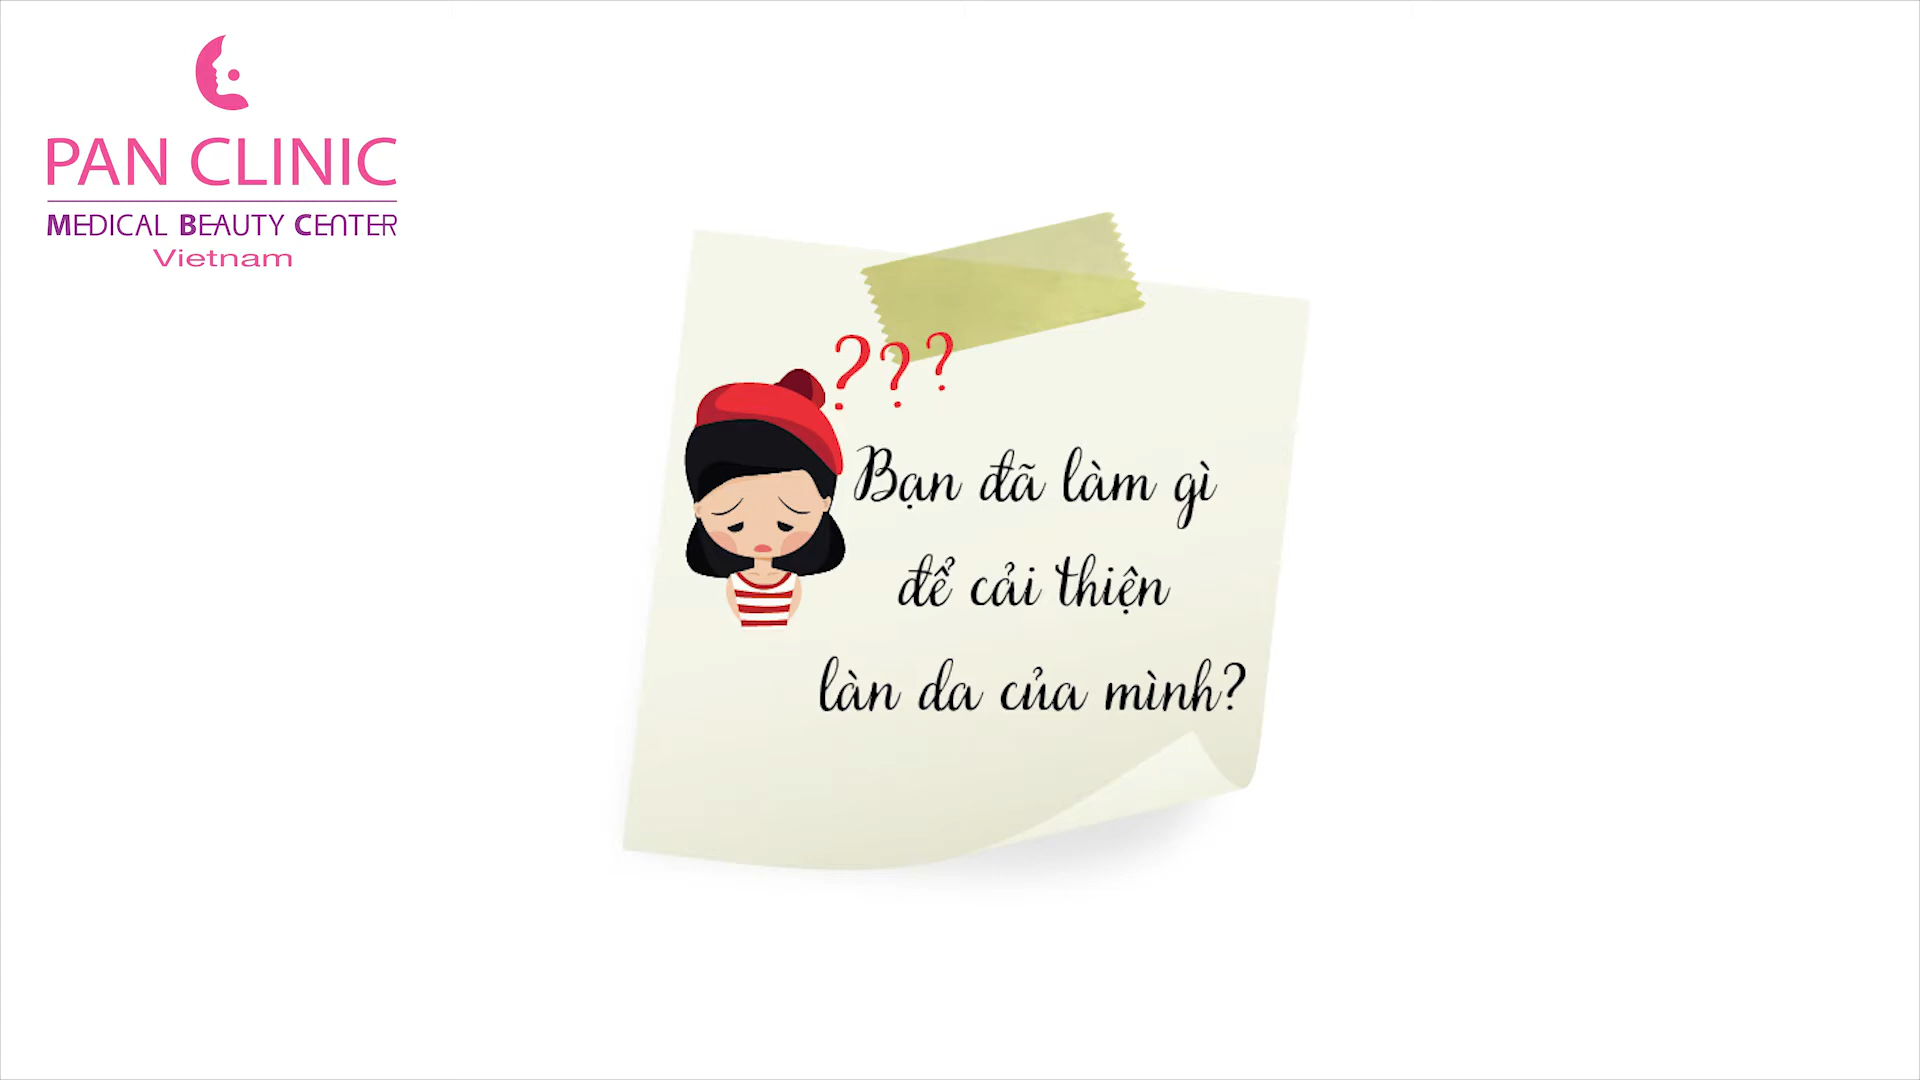 PAN CLINIC
MEDICAL BEAUTY CENTER
Vietnam
???
Bạn đã làm gì
để cải thiện
làn da của mình?